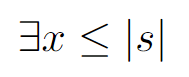 ∃x ≤ |s|